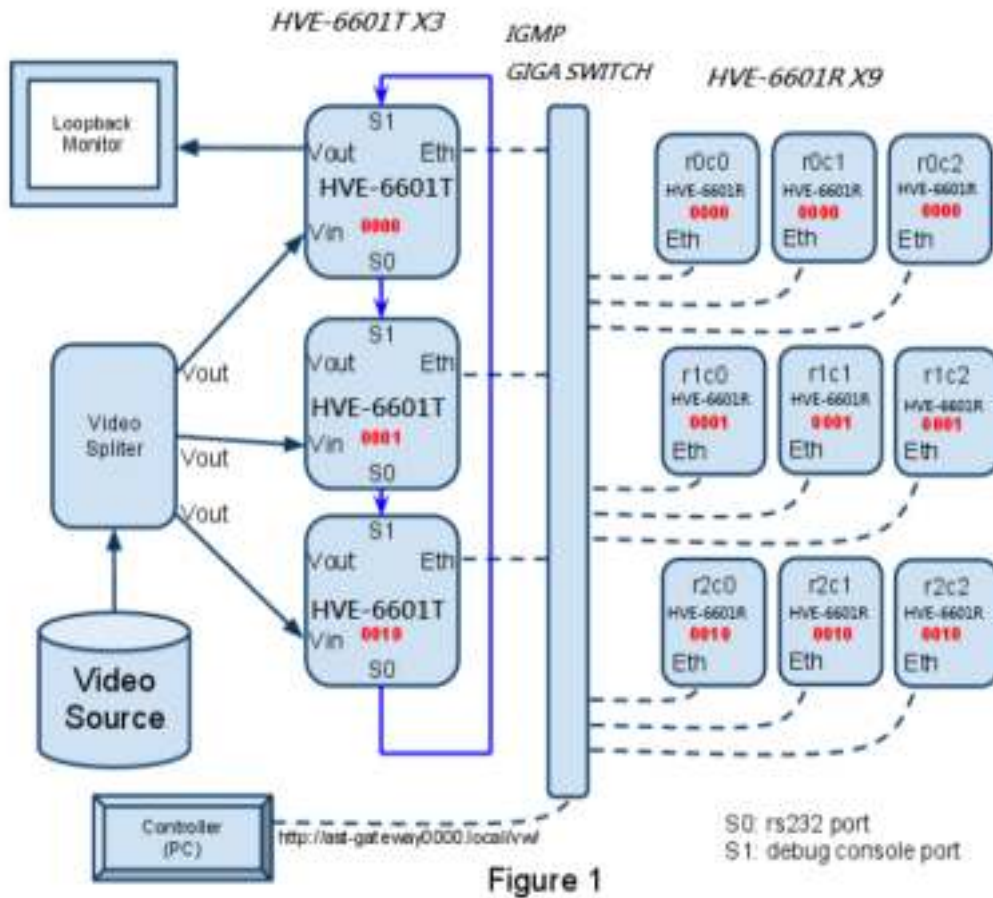 HVE-6601T X3
IGMP
GIGA SWITCH
HVE-6601R X9
Loopback
Monitor
S1
Vout
Eth
HVE-6601T
Vin
0000
S0
S1
Vout
Eth
HVE-6601T
Vin
0001
S0
S1
Vout
Eth
HVE-6601T
Vin
0010
S0
Video
Spliter
Vout
Vout
Vout
Video
Source
r0c0
HVE-6601R
0000
Eth
r0c1
HVE-6601R
0000
Eth
r0c2
HVE-6601R
0000
Eth
r1c0
HVE-6601R
0001
Eth
r1c1
HVE-6601R
0001
Eth
r1c2
HVE-6601R
0001
Eth
r2c0
HVE-6601R
0010
Eth
r2c1
HVE-6601R
0010
Eth
r2c2
HVE-6601R
0010
Eth
Controller
(PC)
http://ast-gateway0000.local/vw/
S0: rs232 port
S1: debug console port
Figure 1